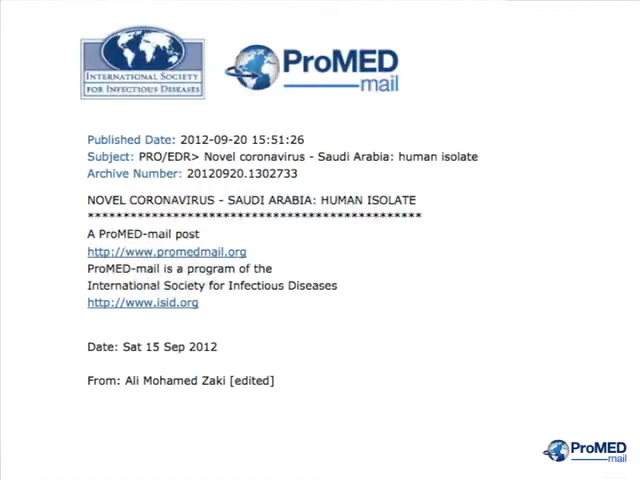 INTERNATIONAL SOCIETY
FOR INFECTIOUS DISEASES
ProMED
mail
Published Date: 2012-09-20 15:51:26
Subject: PRO/EDR> Novel coronavirus - Saudi Arabia: human isolate
Archive Number: 20120920.1302733
NOVEL CORONAVIRUS - SAUDI ARABIA: HUMAN ISOLATE
***********************************************
A ProMED-mail post
http://www.promedmail.org
ProMED-mail is a program of the
International Society for Infectious Diseases
http://www.isid.org
Date: Sat 15 Sep 2012
From: Ali Mohamed Zaki [edited]
ProMED
mail